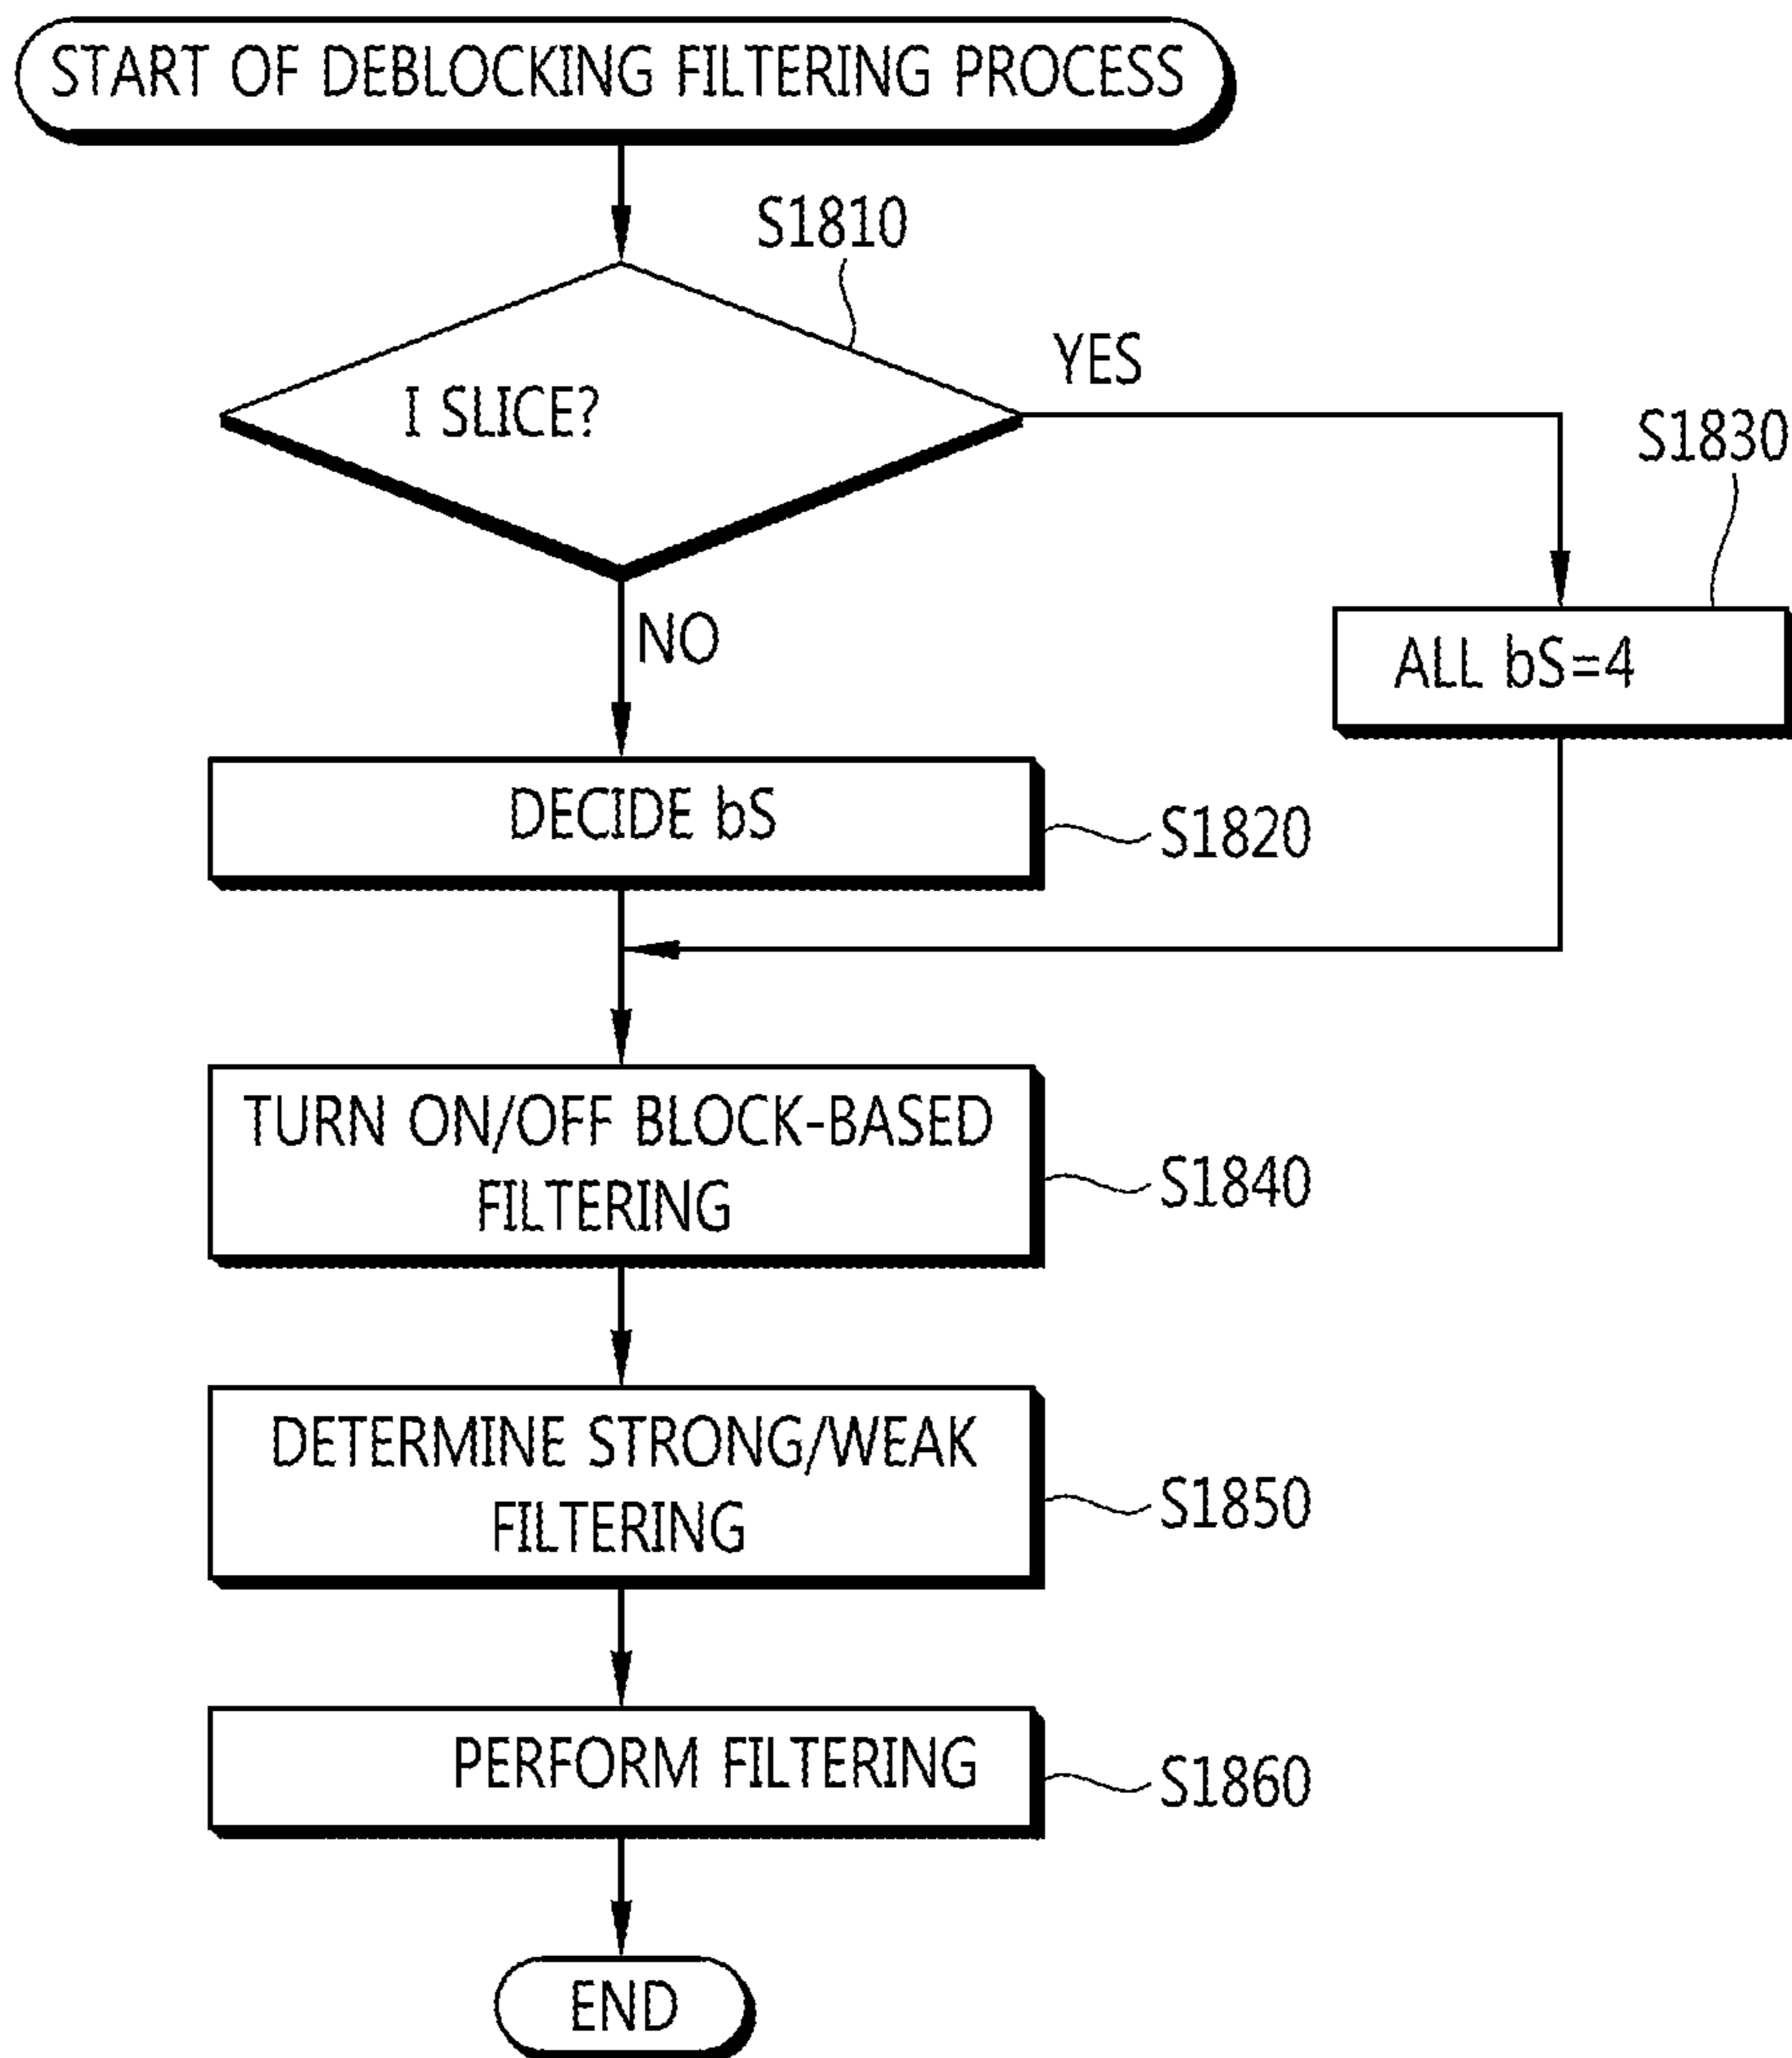 START OF DEBLOCKING FILTERING PROCESS
S1810
I SLICE?
YES
S1830
ALL bS=4
NO
DECIDE bS
S1820
TURN ON/OFF BLOCK-BASED
FILTERING
S1840
DETERMINE STRONG/WEAK
FILTERING
S1850
PERFORM FILTERING
S1860
END